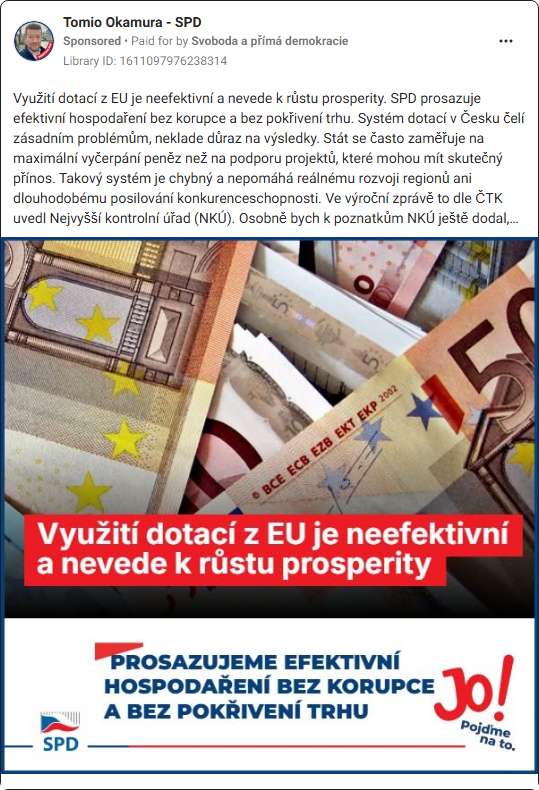 Tomio Okamura - SPD
Sponsored • Paid for by Svoboda a přímá demokracie
Library ID: 1611097976238314
Využití dotací z EU je neefektivní a nevede k růstu prosperity. SPD prosazuje
efektivní hospodaření bez korupce a bez pokřivení trhu. Systém dotací v Česku čelí
zásadním problémům, neklade důraz na výsledky. Stát se často zaměřuje na
maximální vyčerpání peněz než na podporu projektů, které mohou mít skutečný
přínos. Takový systém je chybný a nepomáhá reálnému rozvoji regionů ani
dlouhodobému posilování konkurenceschopnosti. Ve výroční zprávě to dle ČTK
uvedl Nejvyšší kontrolní úřad (NKÚ). Osobně bych k poznatkům NKÚ ještě dodal,...
50
© BCE ECB EZB EKT EKP 2002
Využití dotací z EU je neefektivní
a nevede k růstu prosperity
PROSAZUJEME EFEKTIVNÍ
HOSPODAŘENÍ BEZ KORUPCE
A BEZ POKŘIVENÍ TRHU
Jo!
Pojďme
na to.
SPD